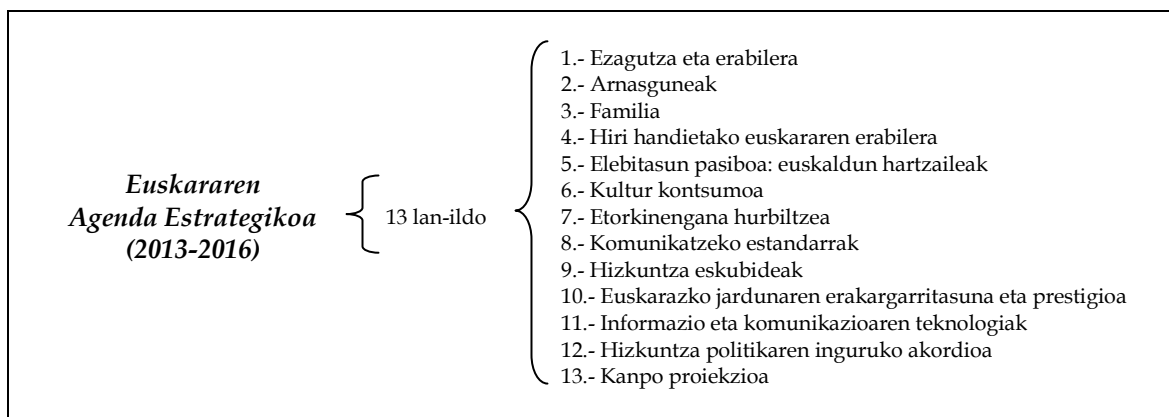 Euskararen
Agenda Estrategikoa
(2013-2016)
13 lan-ildo
1.- Ezagutza eta erabilera
2.- Arnasguneak
3.- Familia
4.- Hiri handietako euskararen erabilera
5.- Elebitasun pasiboa: euskaldun hartzaileak
6.- Kultur kontsumoa
7.- Etorkinengana hurbiltzea
8.- Komunikatzeko estandarrak
9.- Hizkuntza eskubideak
10.- Euskarazko jardunaren erakargarritasuna eta prestigioa
11.- Informazio eta komunikazioaren teknologiak
12.- Hizkuntza politikaren inguruko akordioa
13.- Kanpo proiekzioa